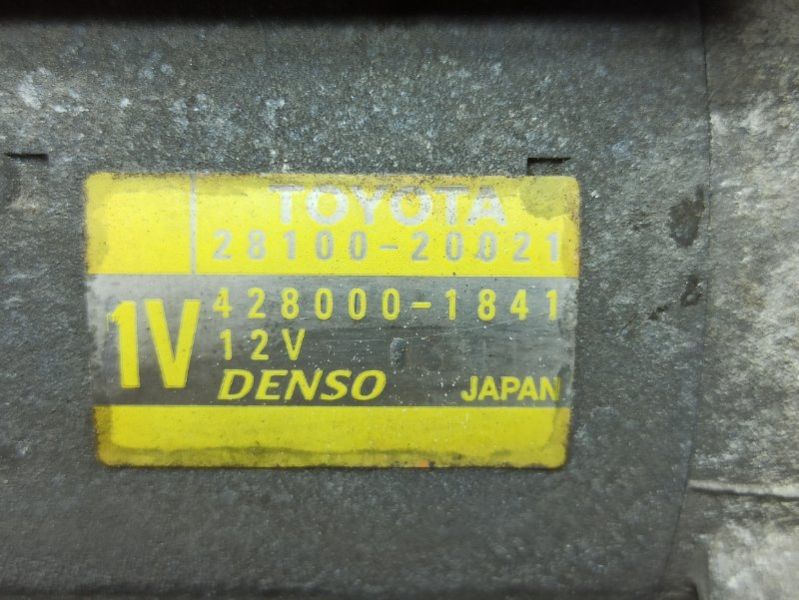 TOYOTA
28100-20021
1V
428000-1841
12V
DENSO
JAPAN